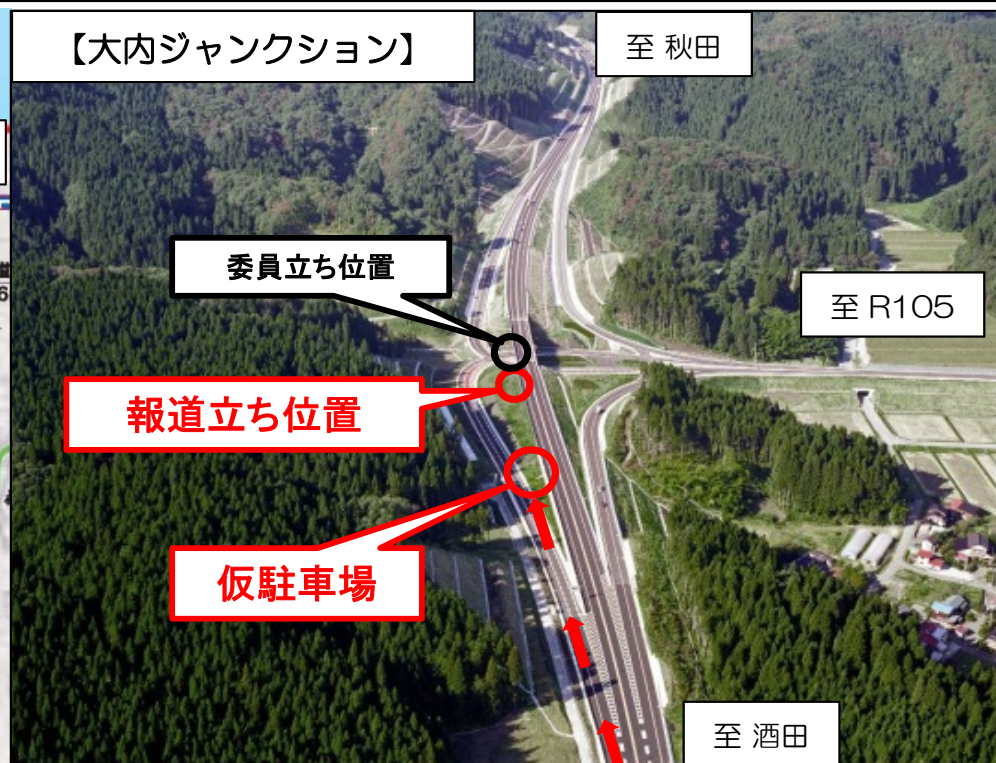 【大内ジャンクション】
至 秋田
委員立ち位置
至 R105
報道立ち位置
仮駐車場
至 酒田